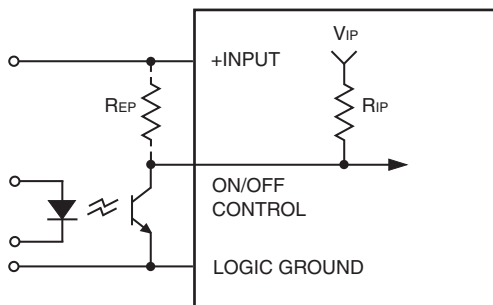 +INPUT
VIP
REP
RIP
ON/OFF
CONTROL
LOGIC GROUND